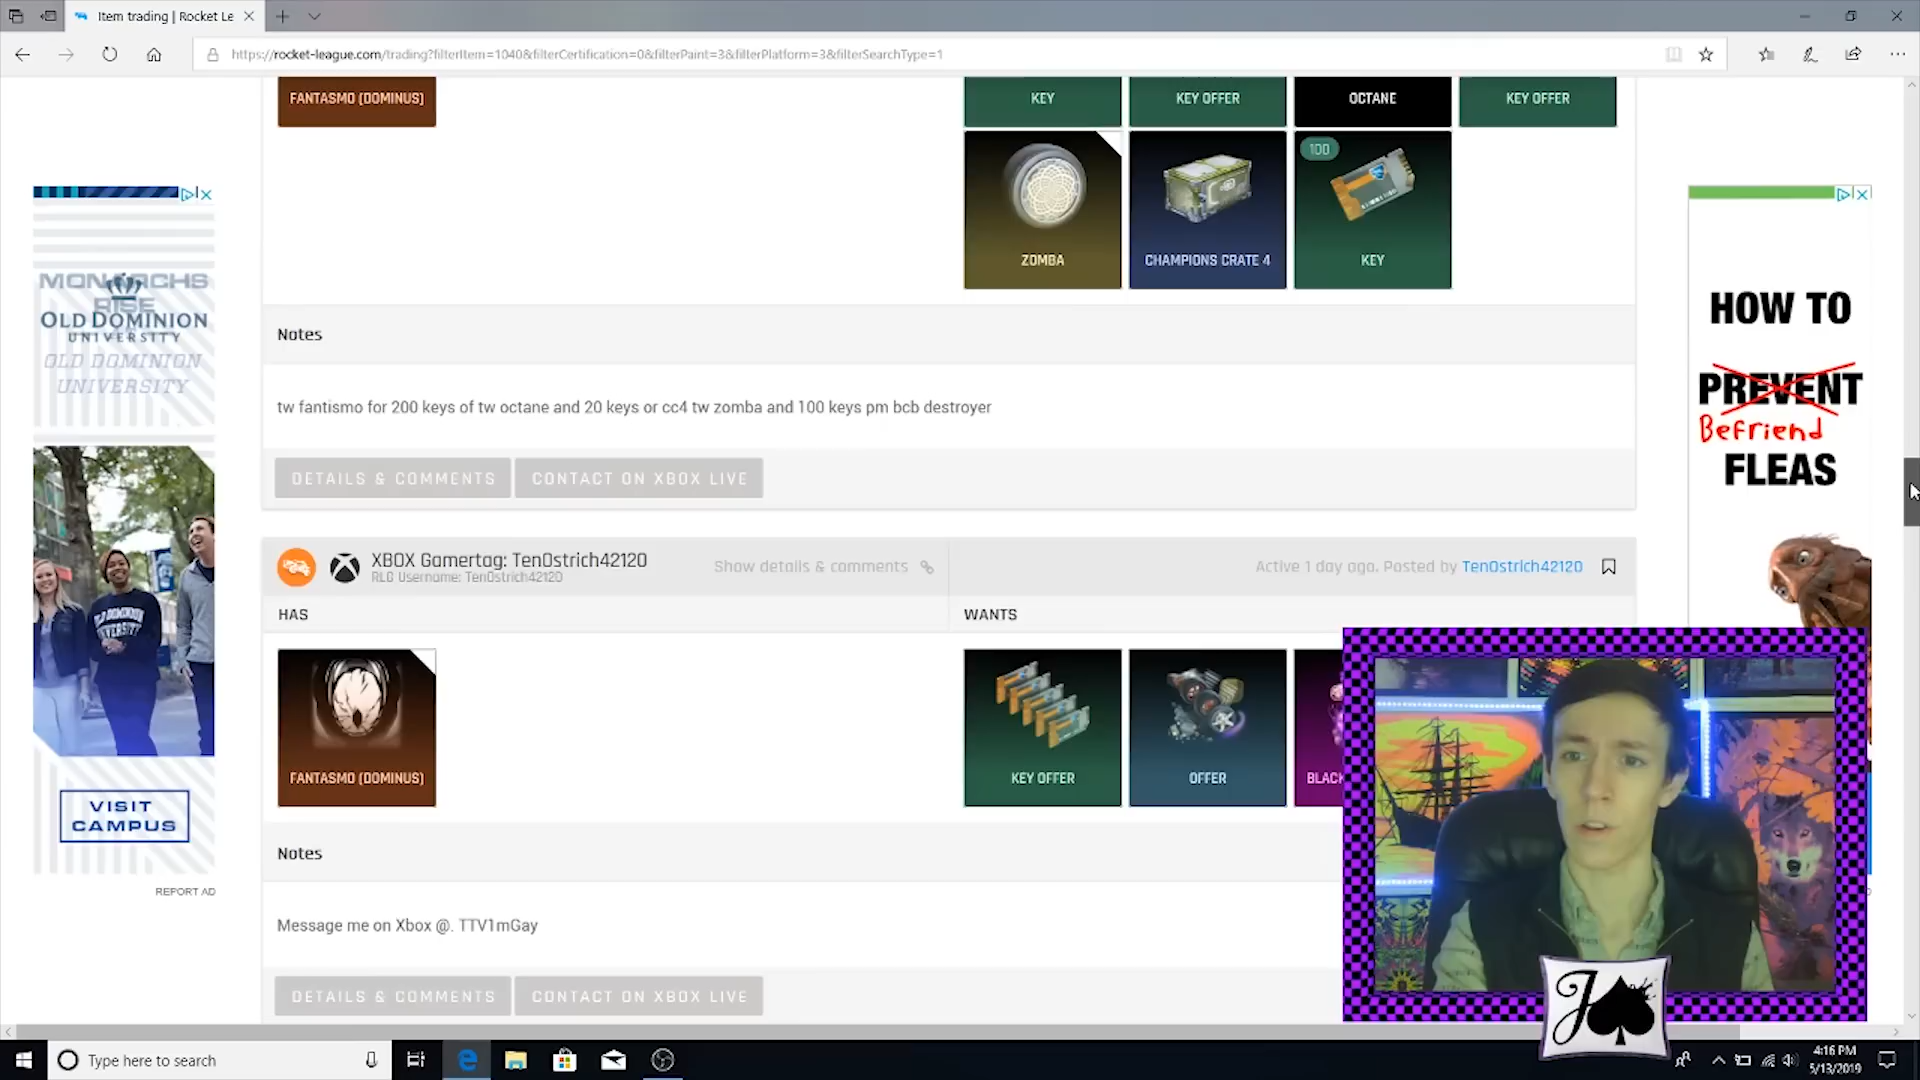 Item trading | Rocket Le
https://rocket-league.com/trading?filterItem=1040&filterCertification=0&filterPaint=3&filterPlatform=3&filterSearchType=1
FANTASMO (DOMINUS)
KEY
KEY OFFER
OCTANE
KEY OFFER
100
ZOMBA
CHAMPIONS CRATE 4
KEY
Notes
tw fantismo for 200 keys of tw octane and 20 keys or cc4 tw zomba and 100 keys pm bcb destroyer
DETAILS & COMMENTS
CONTACT ON XBOX LIVE
XBOX Gamertag: TenOstrich42120
RLG Username: TenOstrich42120
Show details & comments
Active 1 day ago. Posted by TenOstrich42120
HAS
WANTS
FANTASMO (DOMINUS)
KEY OFFER
OFFER
BLACK
Notes
Message me on Xbox @. TTV1mGay
DETAILS & COMMENTS
CONTACT ON XBOX LIVE
MONARCHS
RISE
OLD DOMINION
UNIVERSITY
OLD DOMINION
UNIVERSITY
VISIT
CAMPUS
REPORT AD
HOW TO
PREVENT
Befriend
FLEAS
J
Type here to search
4:16 PM
5/13/2019